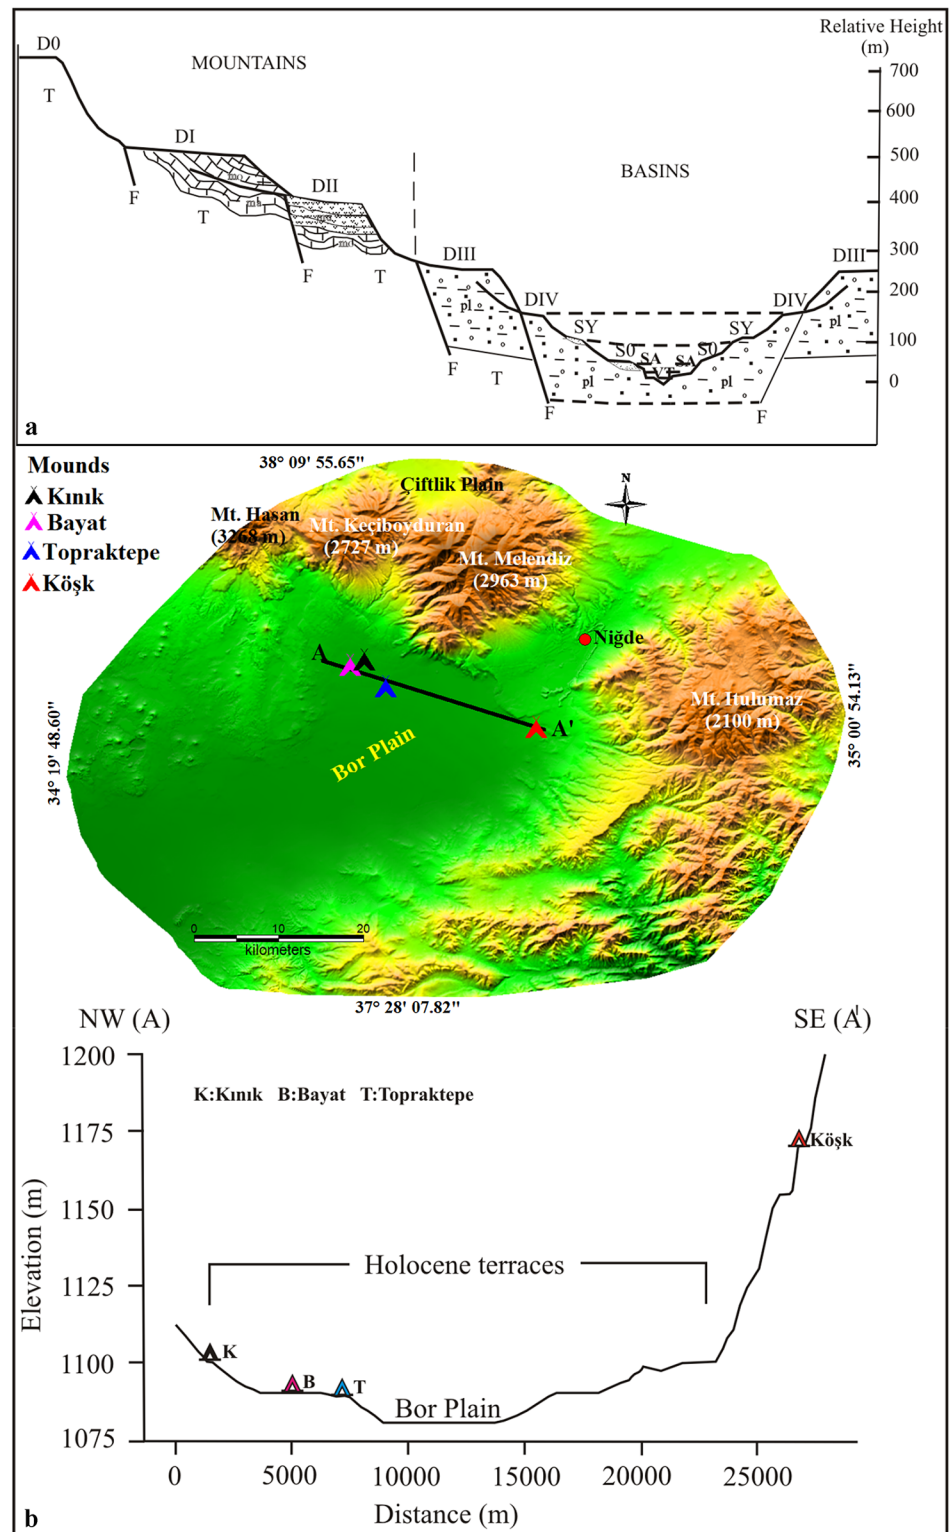 Relative Height
(m)
D0
MOUNTAINS
700
T
600
BASINS
DI
500
mo
DII
400
F
T
mo
DIII
DIII
300
F
T
200
pl
DIV
DIV
pl
SY
SY
100
S0
SA
SA
S0
VT
F
T
pl
pl
0
F
F
a
Mounds
38° 09' 55.65"
Kınık
Çiftlik Plain
N
Bayat
Mt. Hasan
(3268 m)
Mt. Keçiboyduran
(2727 m)
Topraktepe
Mt. Melendiz
(2963 m)
Köşk
Niğde
A
A'
Mt. Itulumaz
(2100 m)
34° 19' 48.60"
35° 00' 54.13"
Bor Plain
0 10 20
kilometers
37° 28' 07.82"
NW (A)
SE (A')
1200
K:Kınık B:Bayat T:Topraktepe
1175
Köşk
1150
Elevation (m)
Holocene terraces
1125
1100
K
B
T
Bor Plain
1075
0 5000 10000 15000 20000 25000
Distance (m)
b